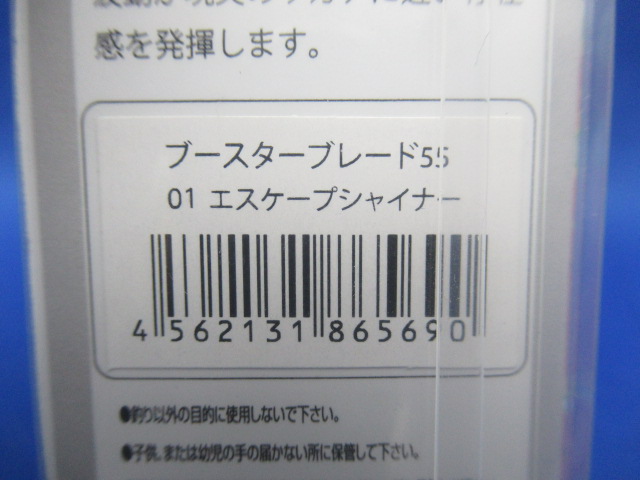 感を発揮します。
ブースターブレード55
01 エスケープシャイナー
4 562131 865690
●釣り以外の目的に使用しないで下さい。
●子供、または幼児の手の届かない所に保管して下さい。